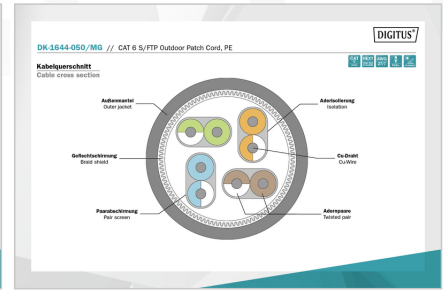 DIGITUS®
DK-1644-050/MG // CAT 6 S/FTP Outdoor Patch Cord, PE
Kabelquerschnitt
Cable cross section
Außenmantel
Outer jacket
Aderisolierung
Isolation
Geflechtschirmung
Braid shield
Cu-Draht
Cu-Wire
Paarabschirmung
Pair screen
Adernpaare
Twisted pair